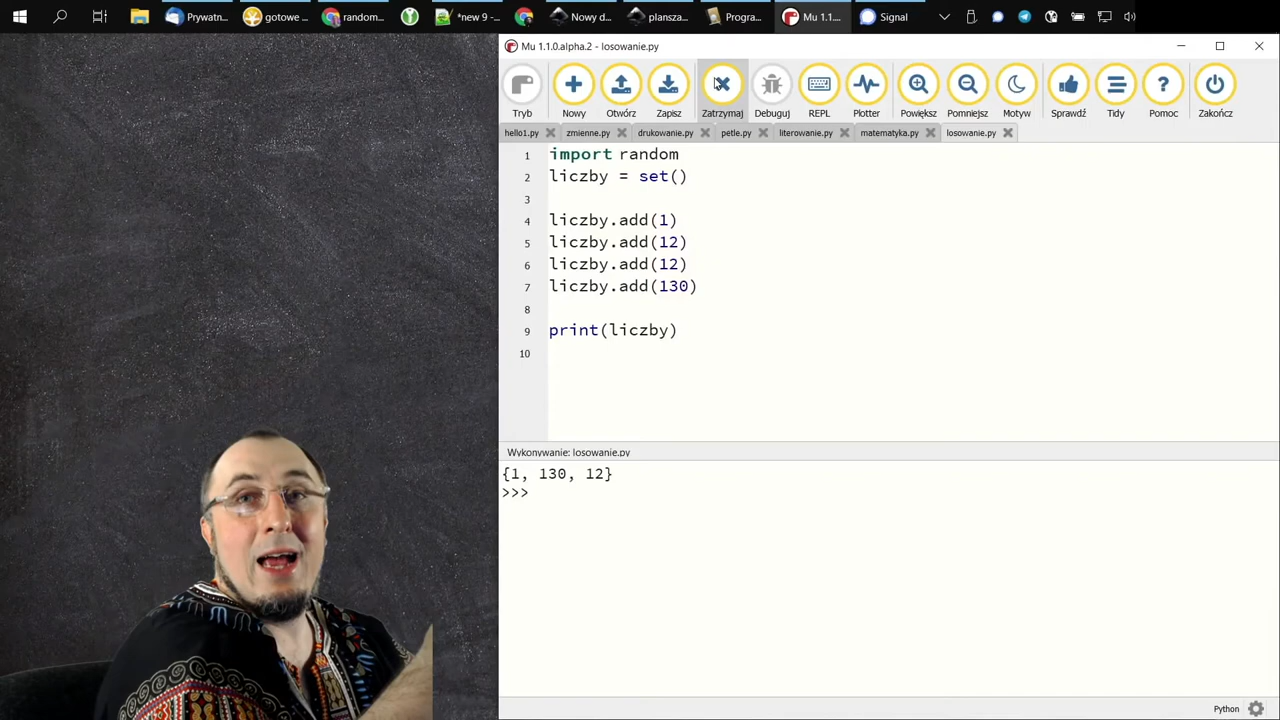 Prywatn...
gotowe ...
random...
*new 9 - ...
Nowy d...
plansza...
Progra...
Mu 1.1....
Signal
Mu 1.1.0.alpha.2 - losowanie.py
Tryb
Nowy
Otwórz
Zapisz
Zatrzymaj
Debuguj
REPL
Plotter
Powiększ
Pomniejsz
Motyw
Sprawdź
Tidy
Pomoc
Zakończ
hello1.py
zmienne.py
drukowanie.py
petle.py
literowanie.py
matematyka.py
losowanie.py
1 import random
2 liczby = set()
3
4 liczby.add(1)
5 liczby.add(12)
6 liczby.add(12)
7 liczby.add(130)
8
9 print(liczby)
10
Wykonywanie: losowanie.py
{1, 130, 12}
>>>
Python